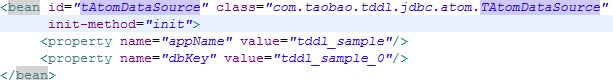 <bean id="tAtomDataSource" class="com.taobao.tddl.jdbc.atom.TAtomDataSource"
init-method="init">
<property name="appName" value="tddl_sample"/>
<property name="dbKey" value="tddl_sample_0"/>
</bean>